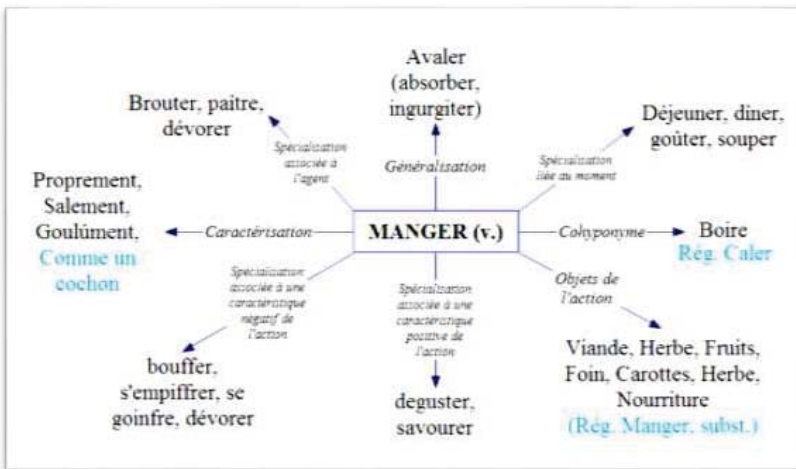 Avaler
(absorber,
ingurgiter)
Brouter, paitre,
dévorer
Déjeuner, diner,
goûter, souper
Spécialisation
associée à
l'agent
Généralisation
Spécialisation
liée au moment
Proprement,
Salement,
Goulûment,
Comme un
cochon
Caractérisation
MANGER (v.)
Cohyponyme
Boire
Rég. Caler
Spécialisation
associée à une
caractéristique
négatif de
l'action
Spécialisation
associée à une
caractéristique
positive de
l'action
Objets de
l'action
bouffer,
s'empiffrer, se
goinfre, dévorer
deguster,
savourer
Viande, Herbe, Fruits,
Foin, Carottes, Herbe,
Nourriture
(Rég. Manger, subst.)